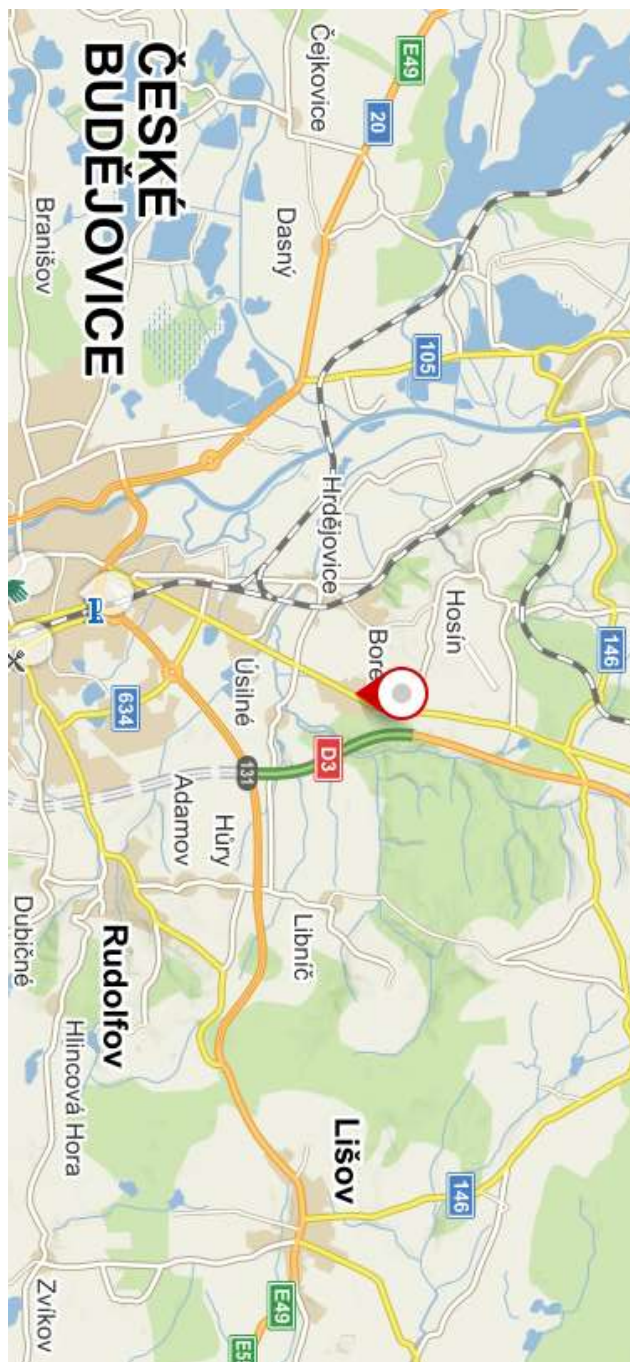 E49
Čejkovice
20
Dasný
ČESKÉ
BUDĚJOVICE
Branišov
105
Hrdějovice
Hosín
146
Úsilné
634
D3
131
Adamov
Hůry
Libníč
Rudolfov
Dubičné
Hlincová Hora
Lišov
146
E49
Zvíkov